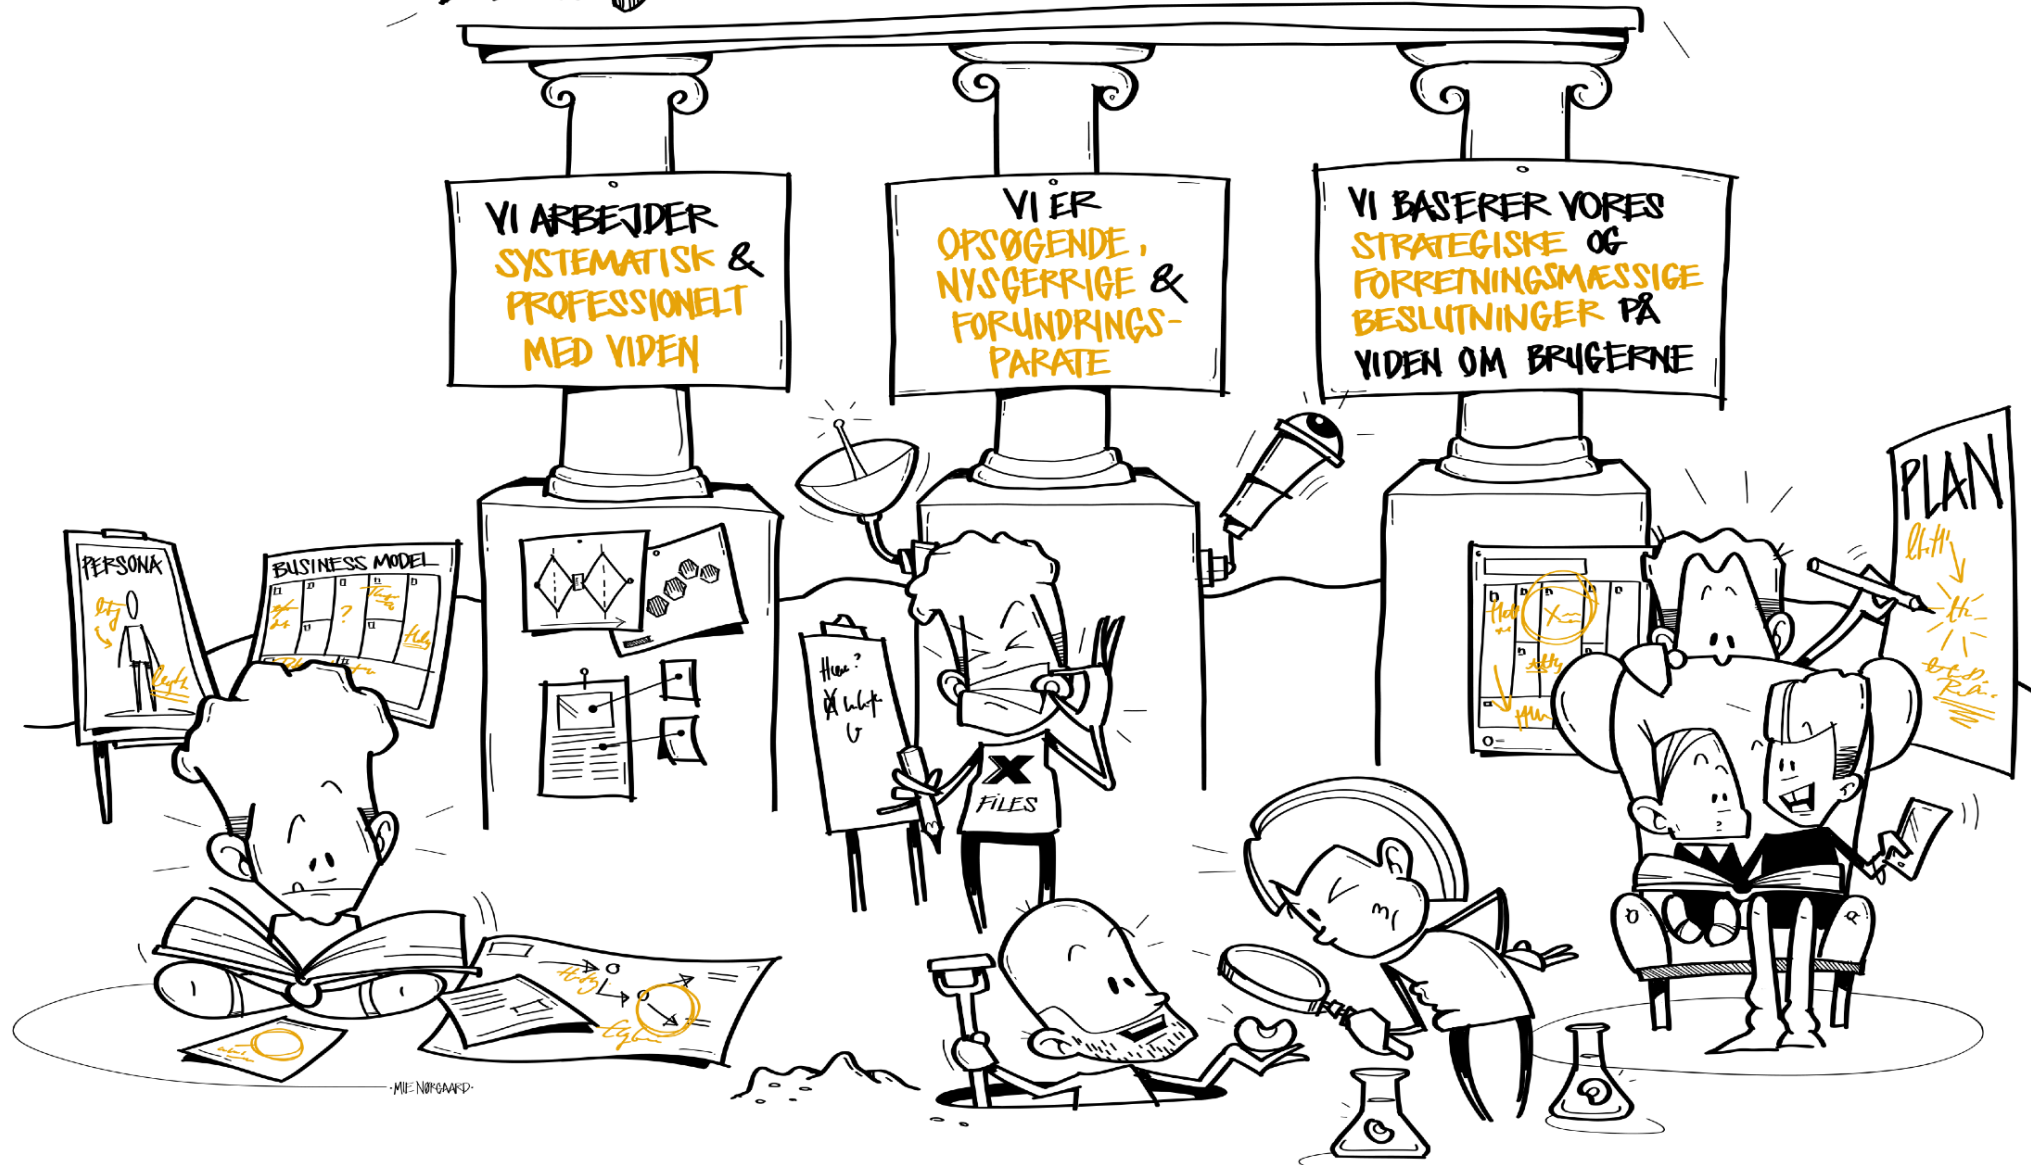 VI ARBEJDER
SYSTEMATISK &
PROFESSIONELT
MED VIDEN
VI ER
OPSØGENDE,
NYSGERRIGE &
FORUNDRINGS-
PARATE
VI BASERER VORES
STRATEGISKE OG
FORRETNINGSMÆSSIGE
BESLUTNINGER PÅ
VIDEN OM BRUGERNE
PERSONA
BUSINESS MODEL
?
PLAN
X
FILES
·MIE NØRGAARD·